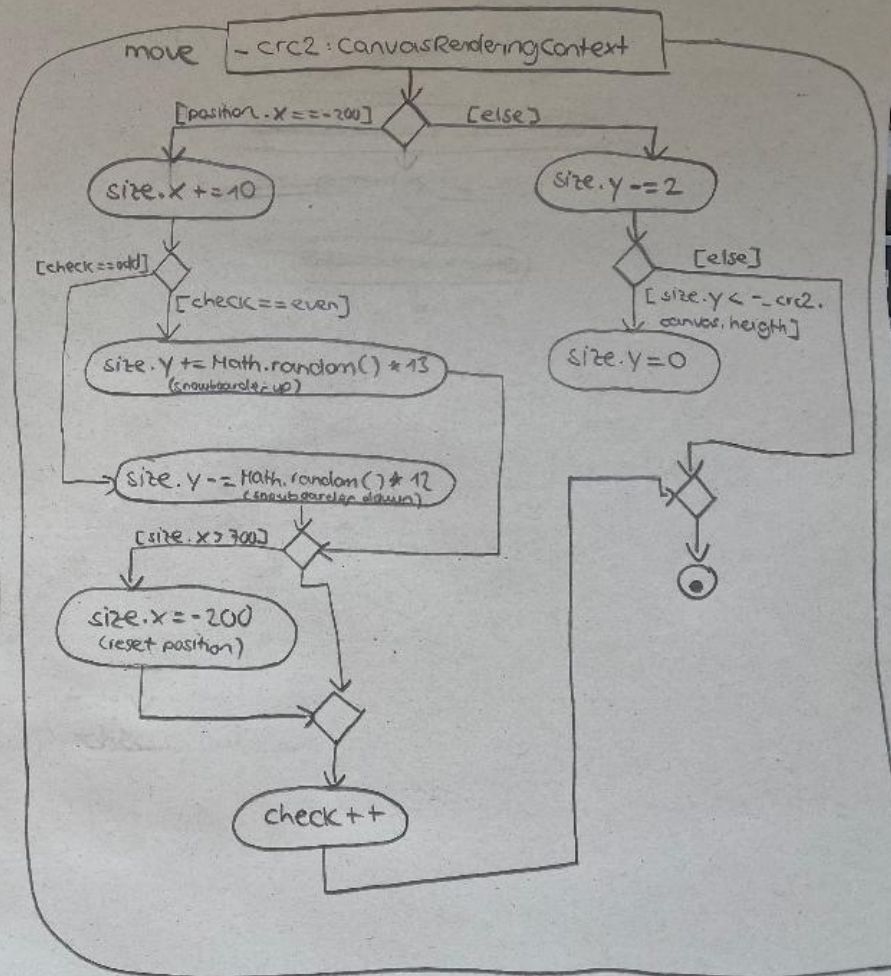 move
_crc2: CanvasRenderingContext
[position.x==-200]
[else]
size.x +=10
size.y -=2
[check==odd]
[check==even]
[else]
[size.y < -_crc2.
canvas.heigth]
size.y += Math.random() * 13
(snowboarder up)
size.y=0
size.y -= Math.random() * 12
(snowboarder down)
[size.x>700]
size.x=-200
(reset position)
check++